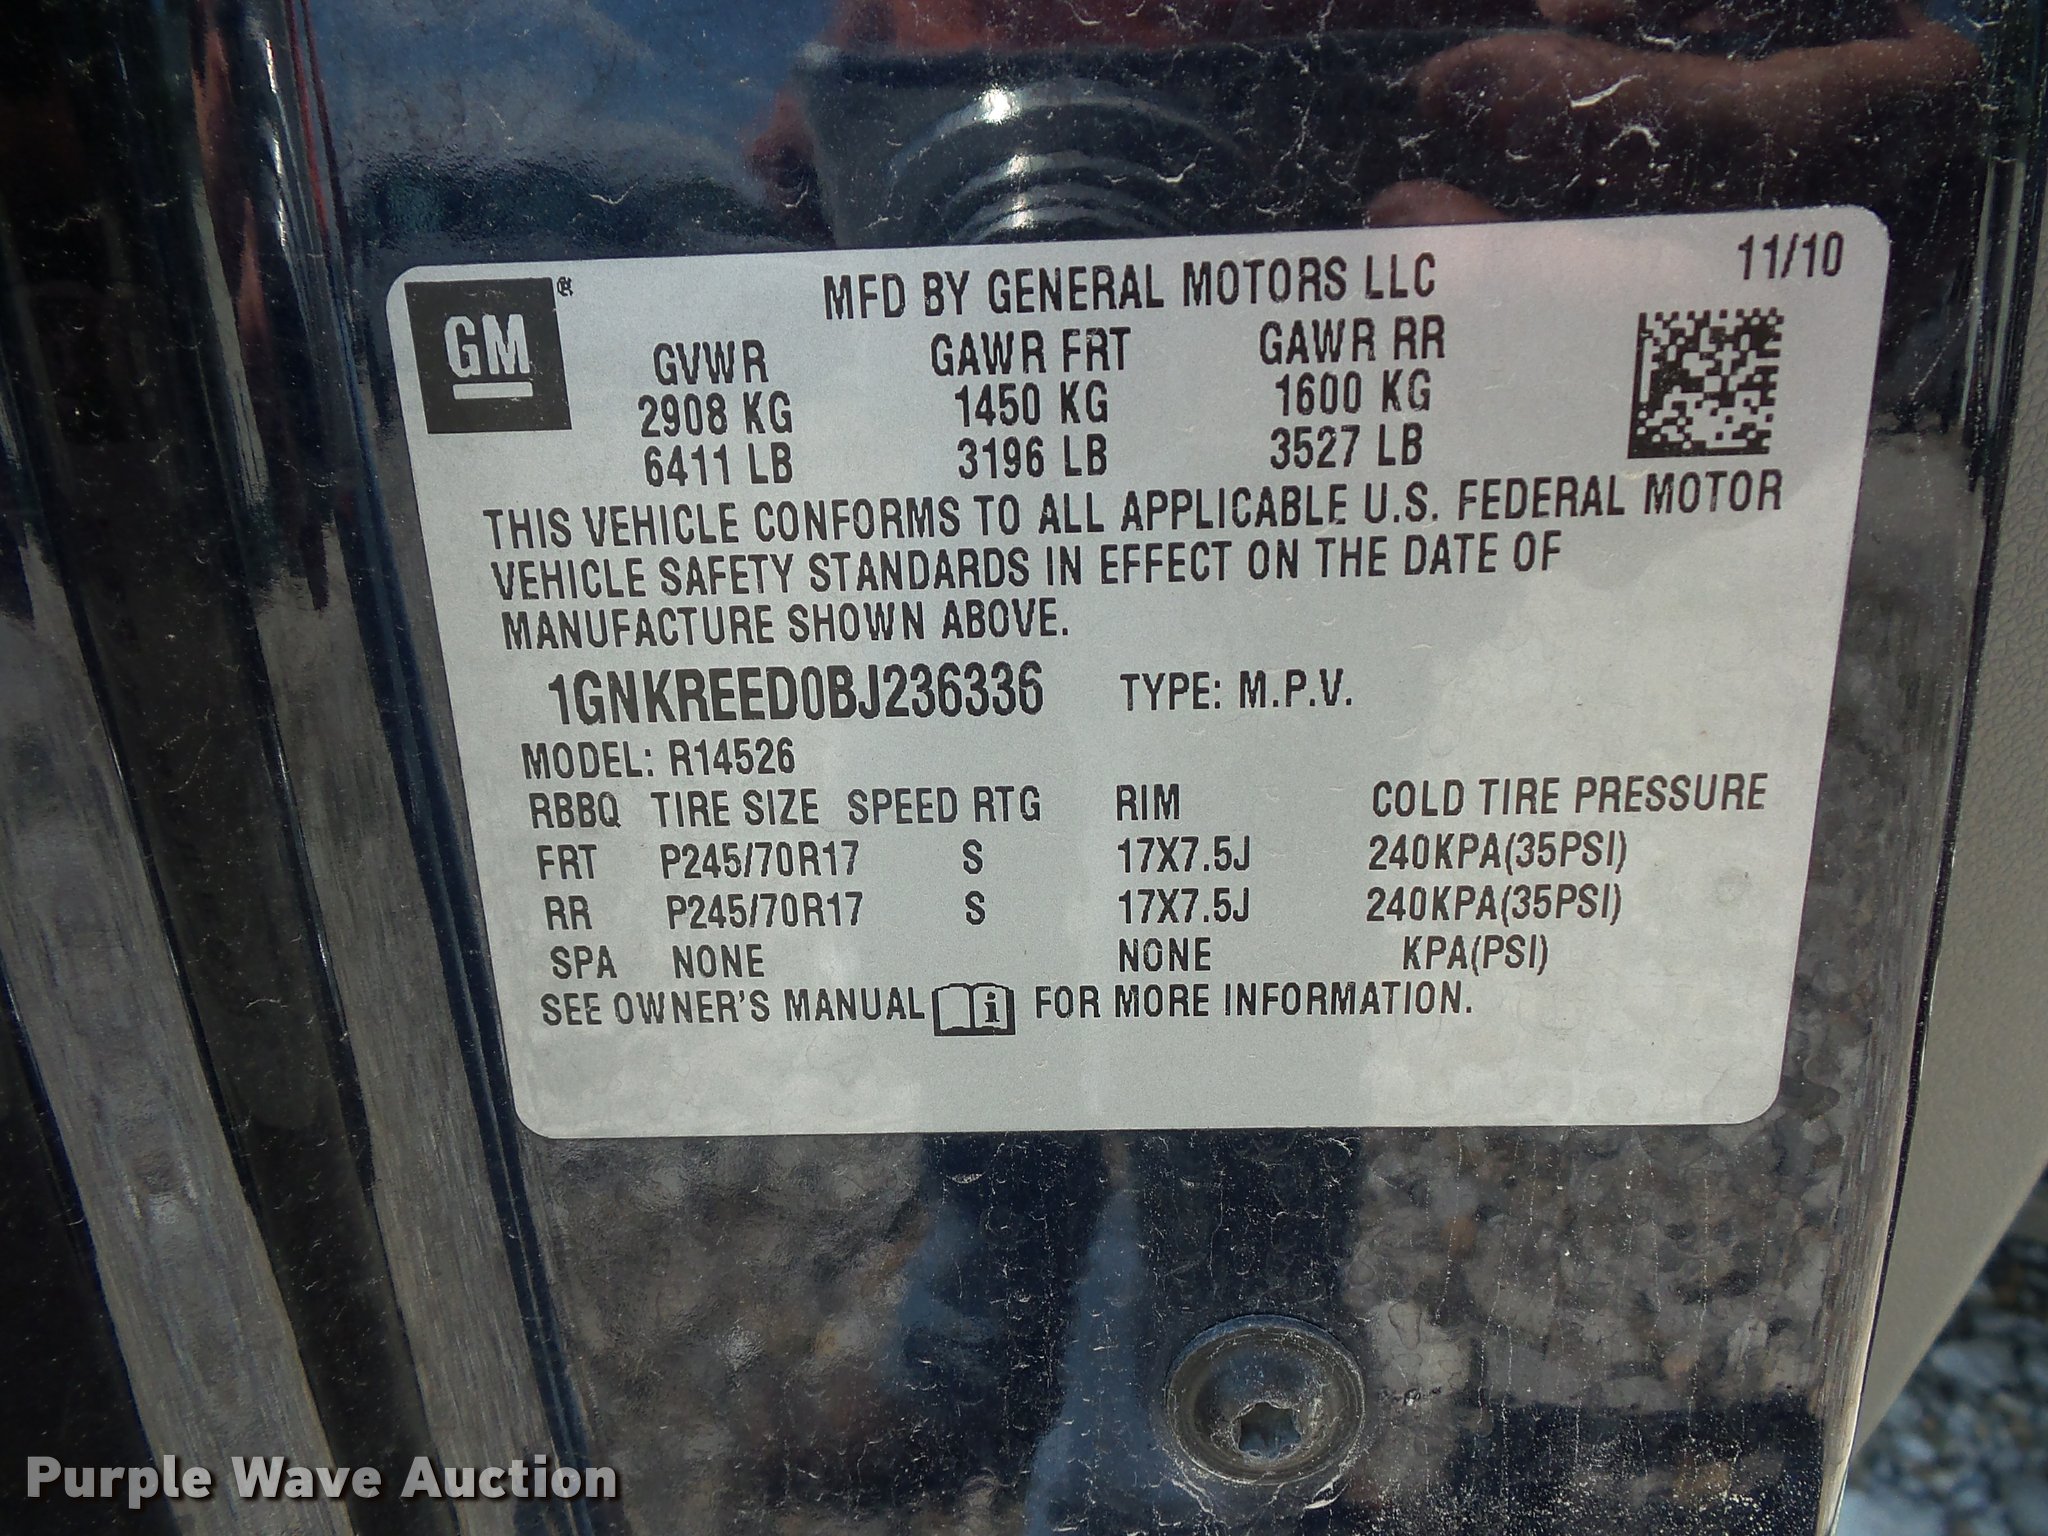 GM
MFD BY GENERAL MOTORS LLC 11/10
GVWR GAWR FRT GAWR RR
2908 KG 1450 KG 1600 KG
6411 LB 3196 LB 3527 LB
THIS VEHICLE CONFORMS TO ALL APPLICABLE U.S. FEDERAL MOTOR
VEHICLE SAFETY STANDARDS IN EFFECT ON THE DATE OF
MANUFACTURE SHOWN ABOVE.
1GNKREED0BJ236336 TYPE: M.P.V.
MODEL: R14526
RBBQ TIRE SIZE SPEED RTG RIM COLD TIRE PRESSURE
FRT P245/70R17 S 17X7.5J 240KPA(35PSI)
RR P245/70R17 S 17X7.5J 240KPA(35PSI)
SPA NONE NONE KPA(PSI)
SEE OWNER'S MANUAL i FOR MORE INFORMATION.
Purple Wave Auction